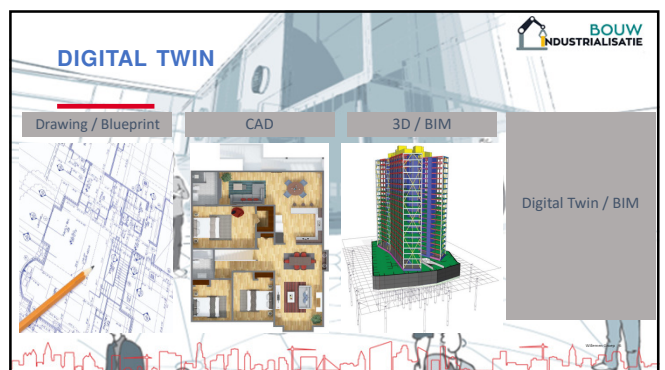 BOUW
INDUSTRIALISATIE
DIGITAL TWIN
Drawing / Blueprint
CAD
3D / BIM
Digital Twin / BIM